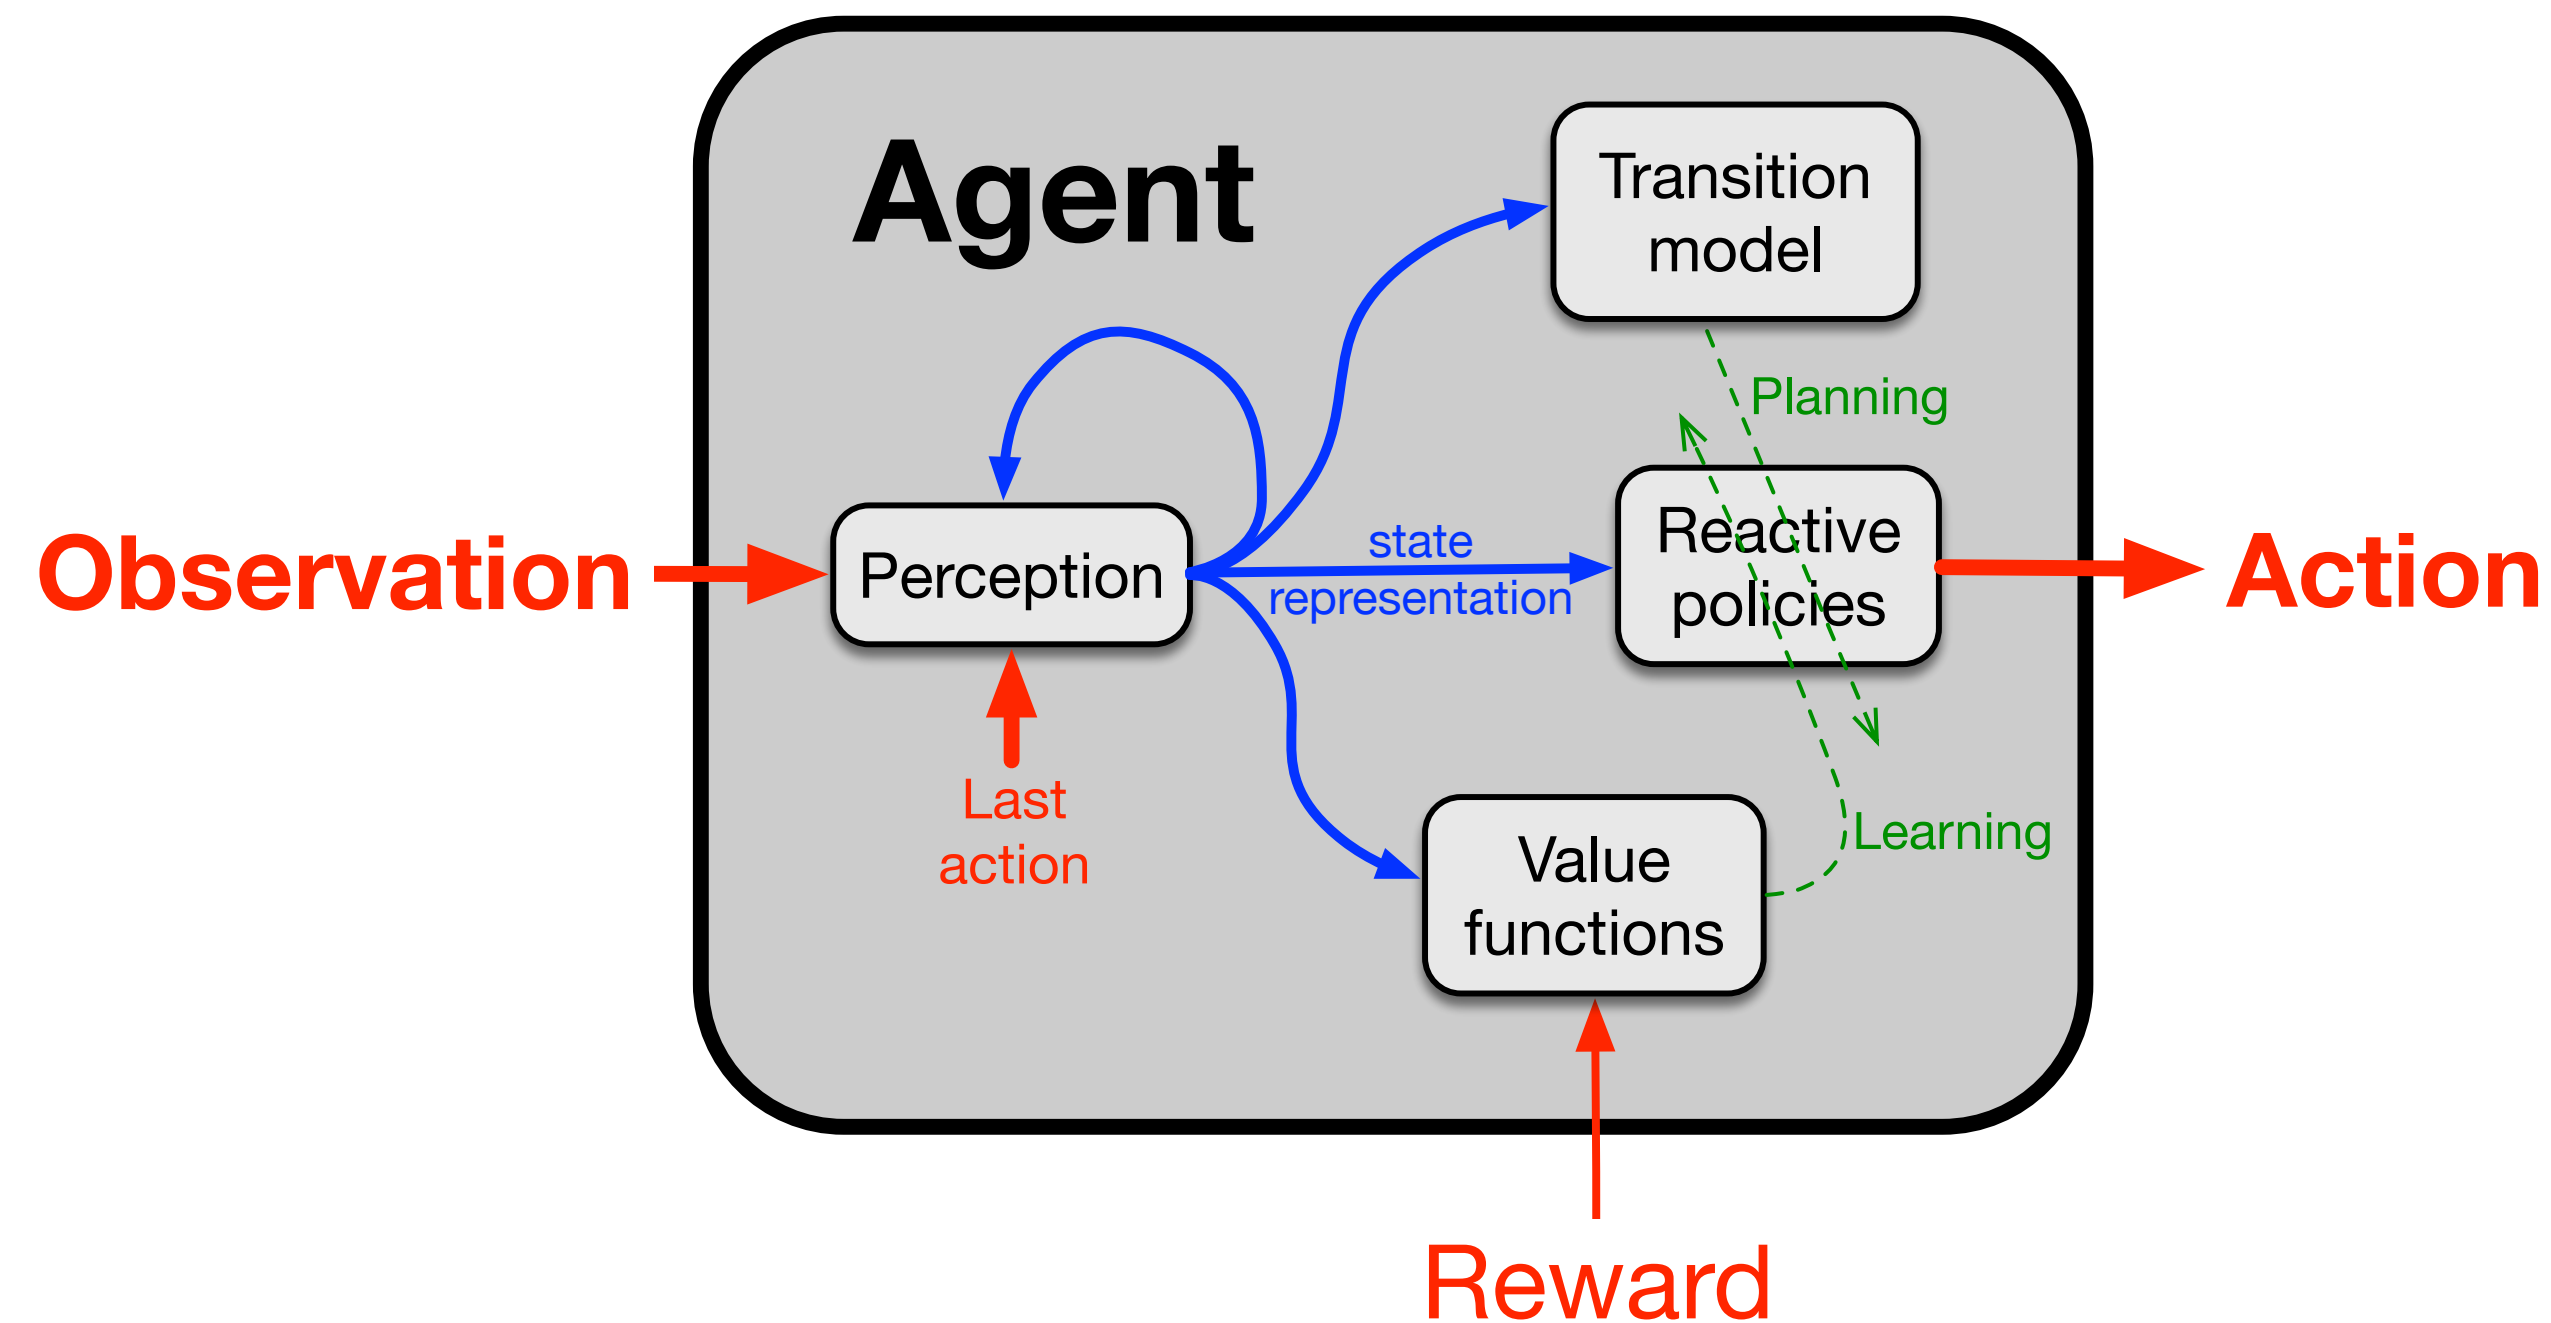 Agent
Transition
model
Planning
Observation
Perception
state
representation
Reactive
policies
Action
Last
action
Learning
Value
functions
Reward